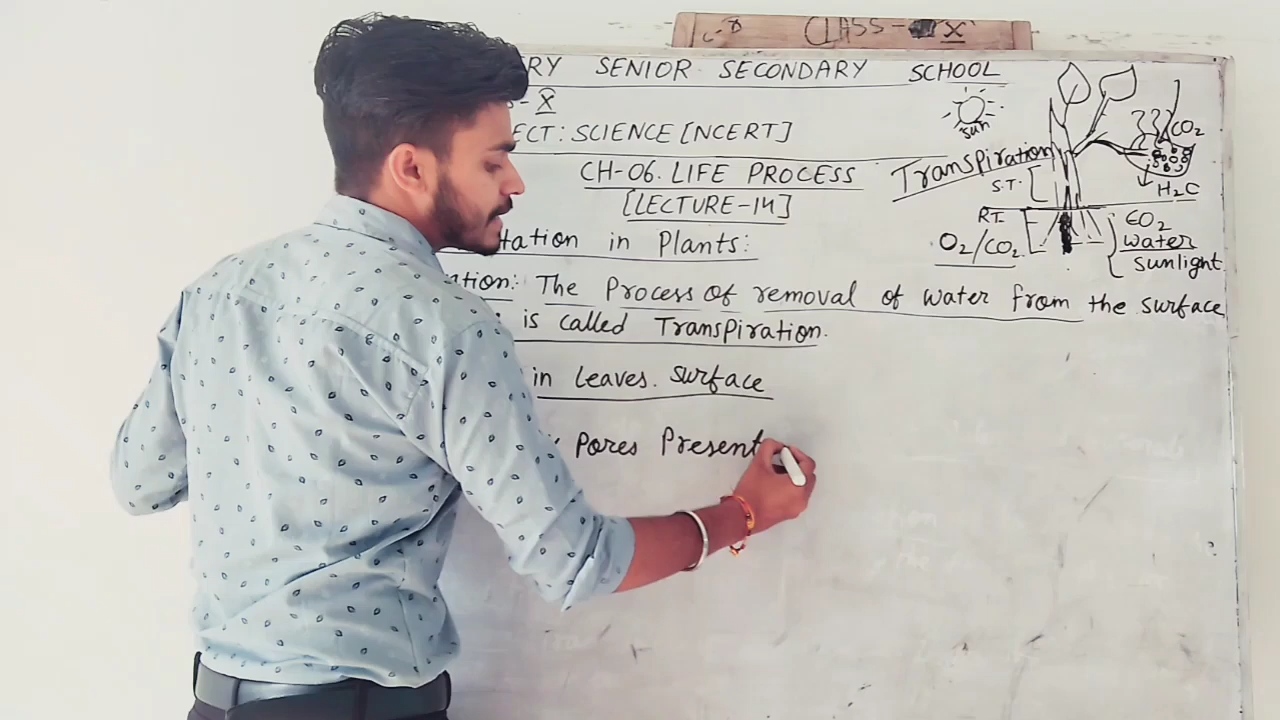 CLASS- X
RY SENIOR SECONDARY SCHOOL
- X
ECT: SCIENCE [NCERT]
CH-06. LIFE PROCESS
[LECTURE-14]
tation in Plants:
ation: The Process of removal of water from the surface
is called Transpiration.
in leaves. surface
Pores Present
sun
Transpiration
CO2
H2C
S.T.
R.T.
O2/CO2
CO2
water
sunlight